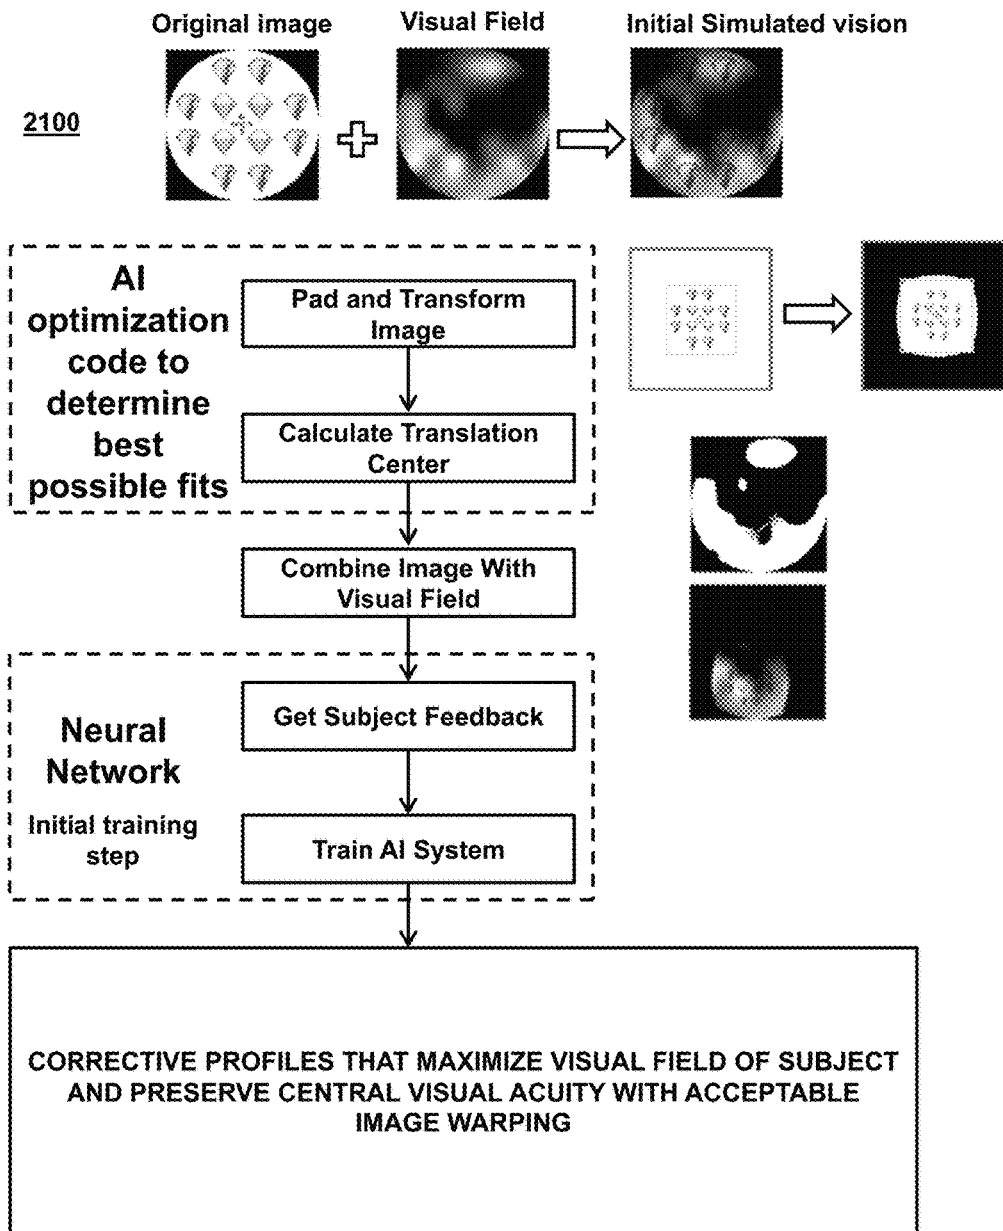 Original image
Visual Field
Initial Simulated vision
2100
AI
optimization
code to
determine
best
possible fits
Pad and Transform
Image
Calculate Translation
Center
Combine Image With
Visual Field
Neural
Network
Initial training
step
Get Subject Feedback
Train AI System
CORRECTIVE PROFILES THAT MAXIMIZE VISUAL FIELD OF SUBJECT
AND PRESERVE CENTRAL VISUAL ACUITY WITH ACCEPTABLE
IMAGE WARPING